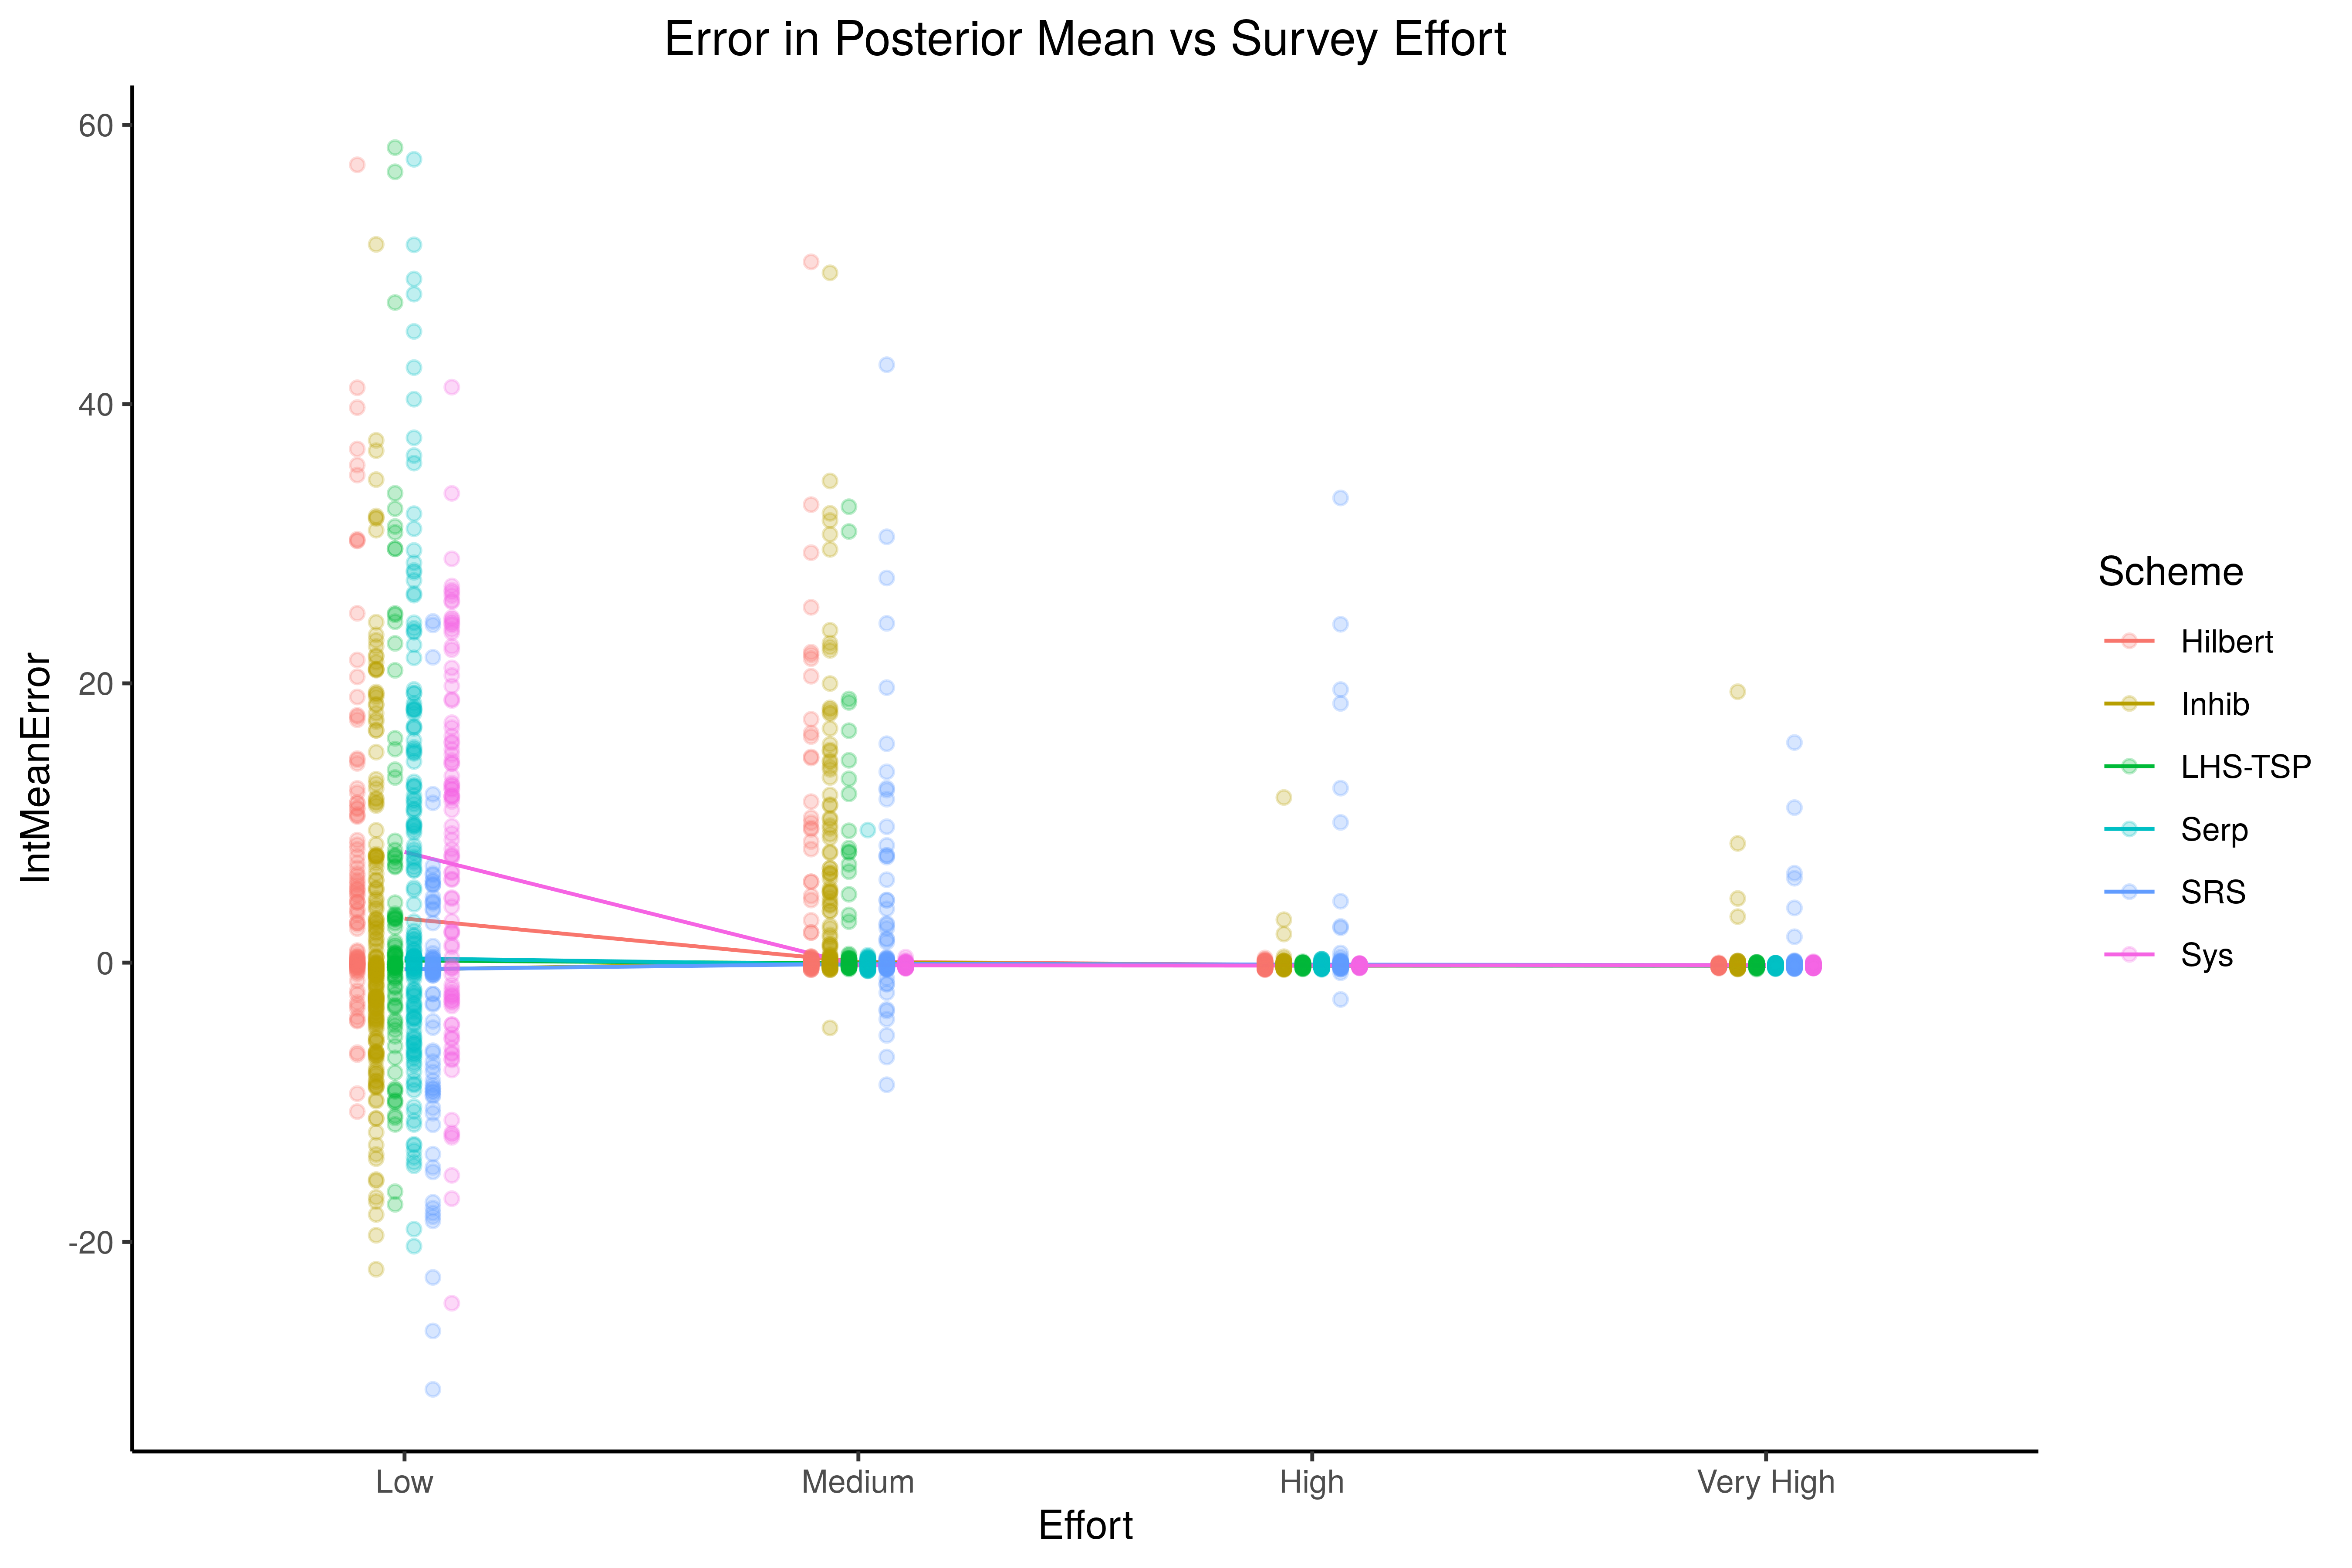 Error in Posterior Mean vs Survey Effort
IntMeanError
60
40
20
0
-20
Low
Medium
High
Very High
Effort
Scheme
Hilbert
Inhib
LHS-TSP
Serp
SRS
Sys